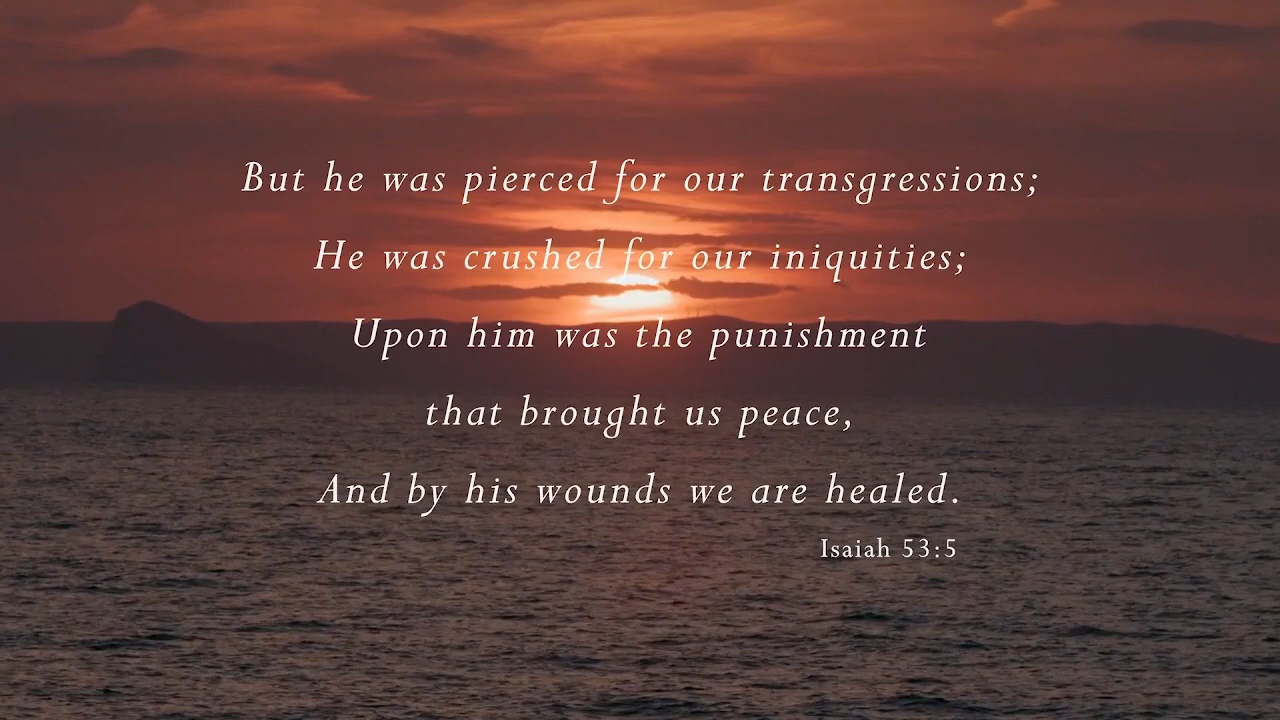 But he was pierced for our transgressions;
He was crushed for our iniquities;
Upon him was the punishment
that brought us peace,
And by his wounds we are healed.
Isaiah 53:5